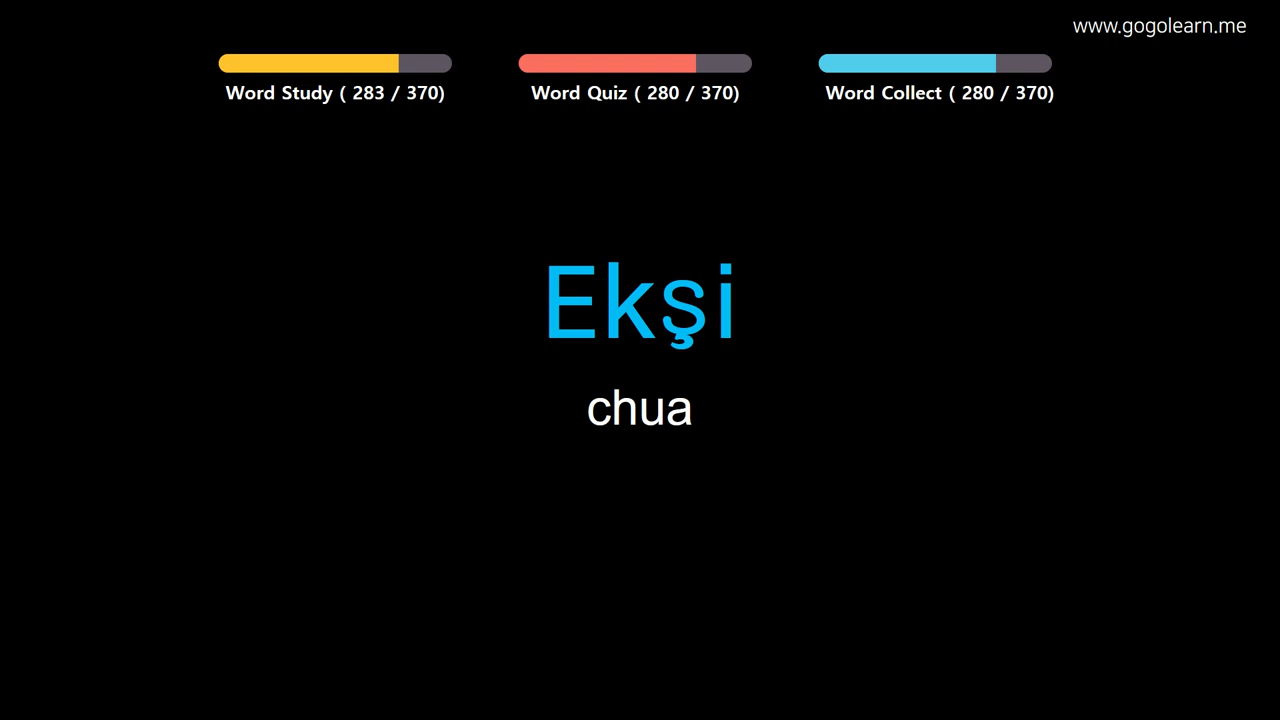 www.gogolearn.me
Word Study ( 283 / 370)
Word Quiz ( 280 / 370)
Word Collect ( 280 / 370)
Ekşi
chua